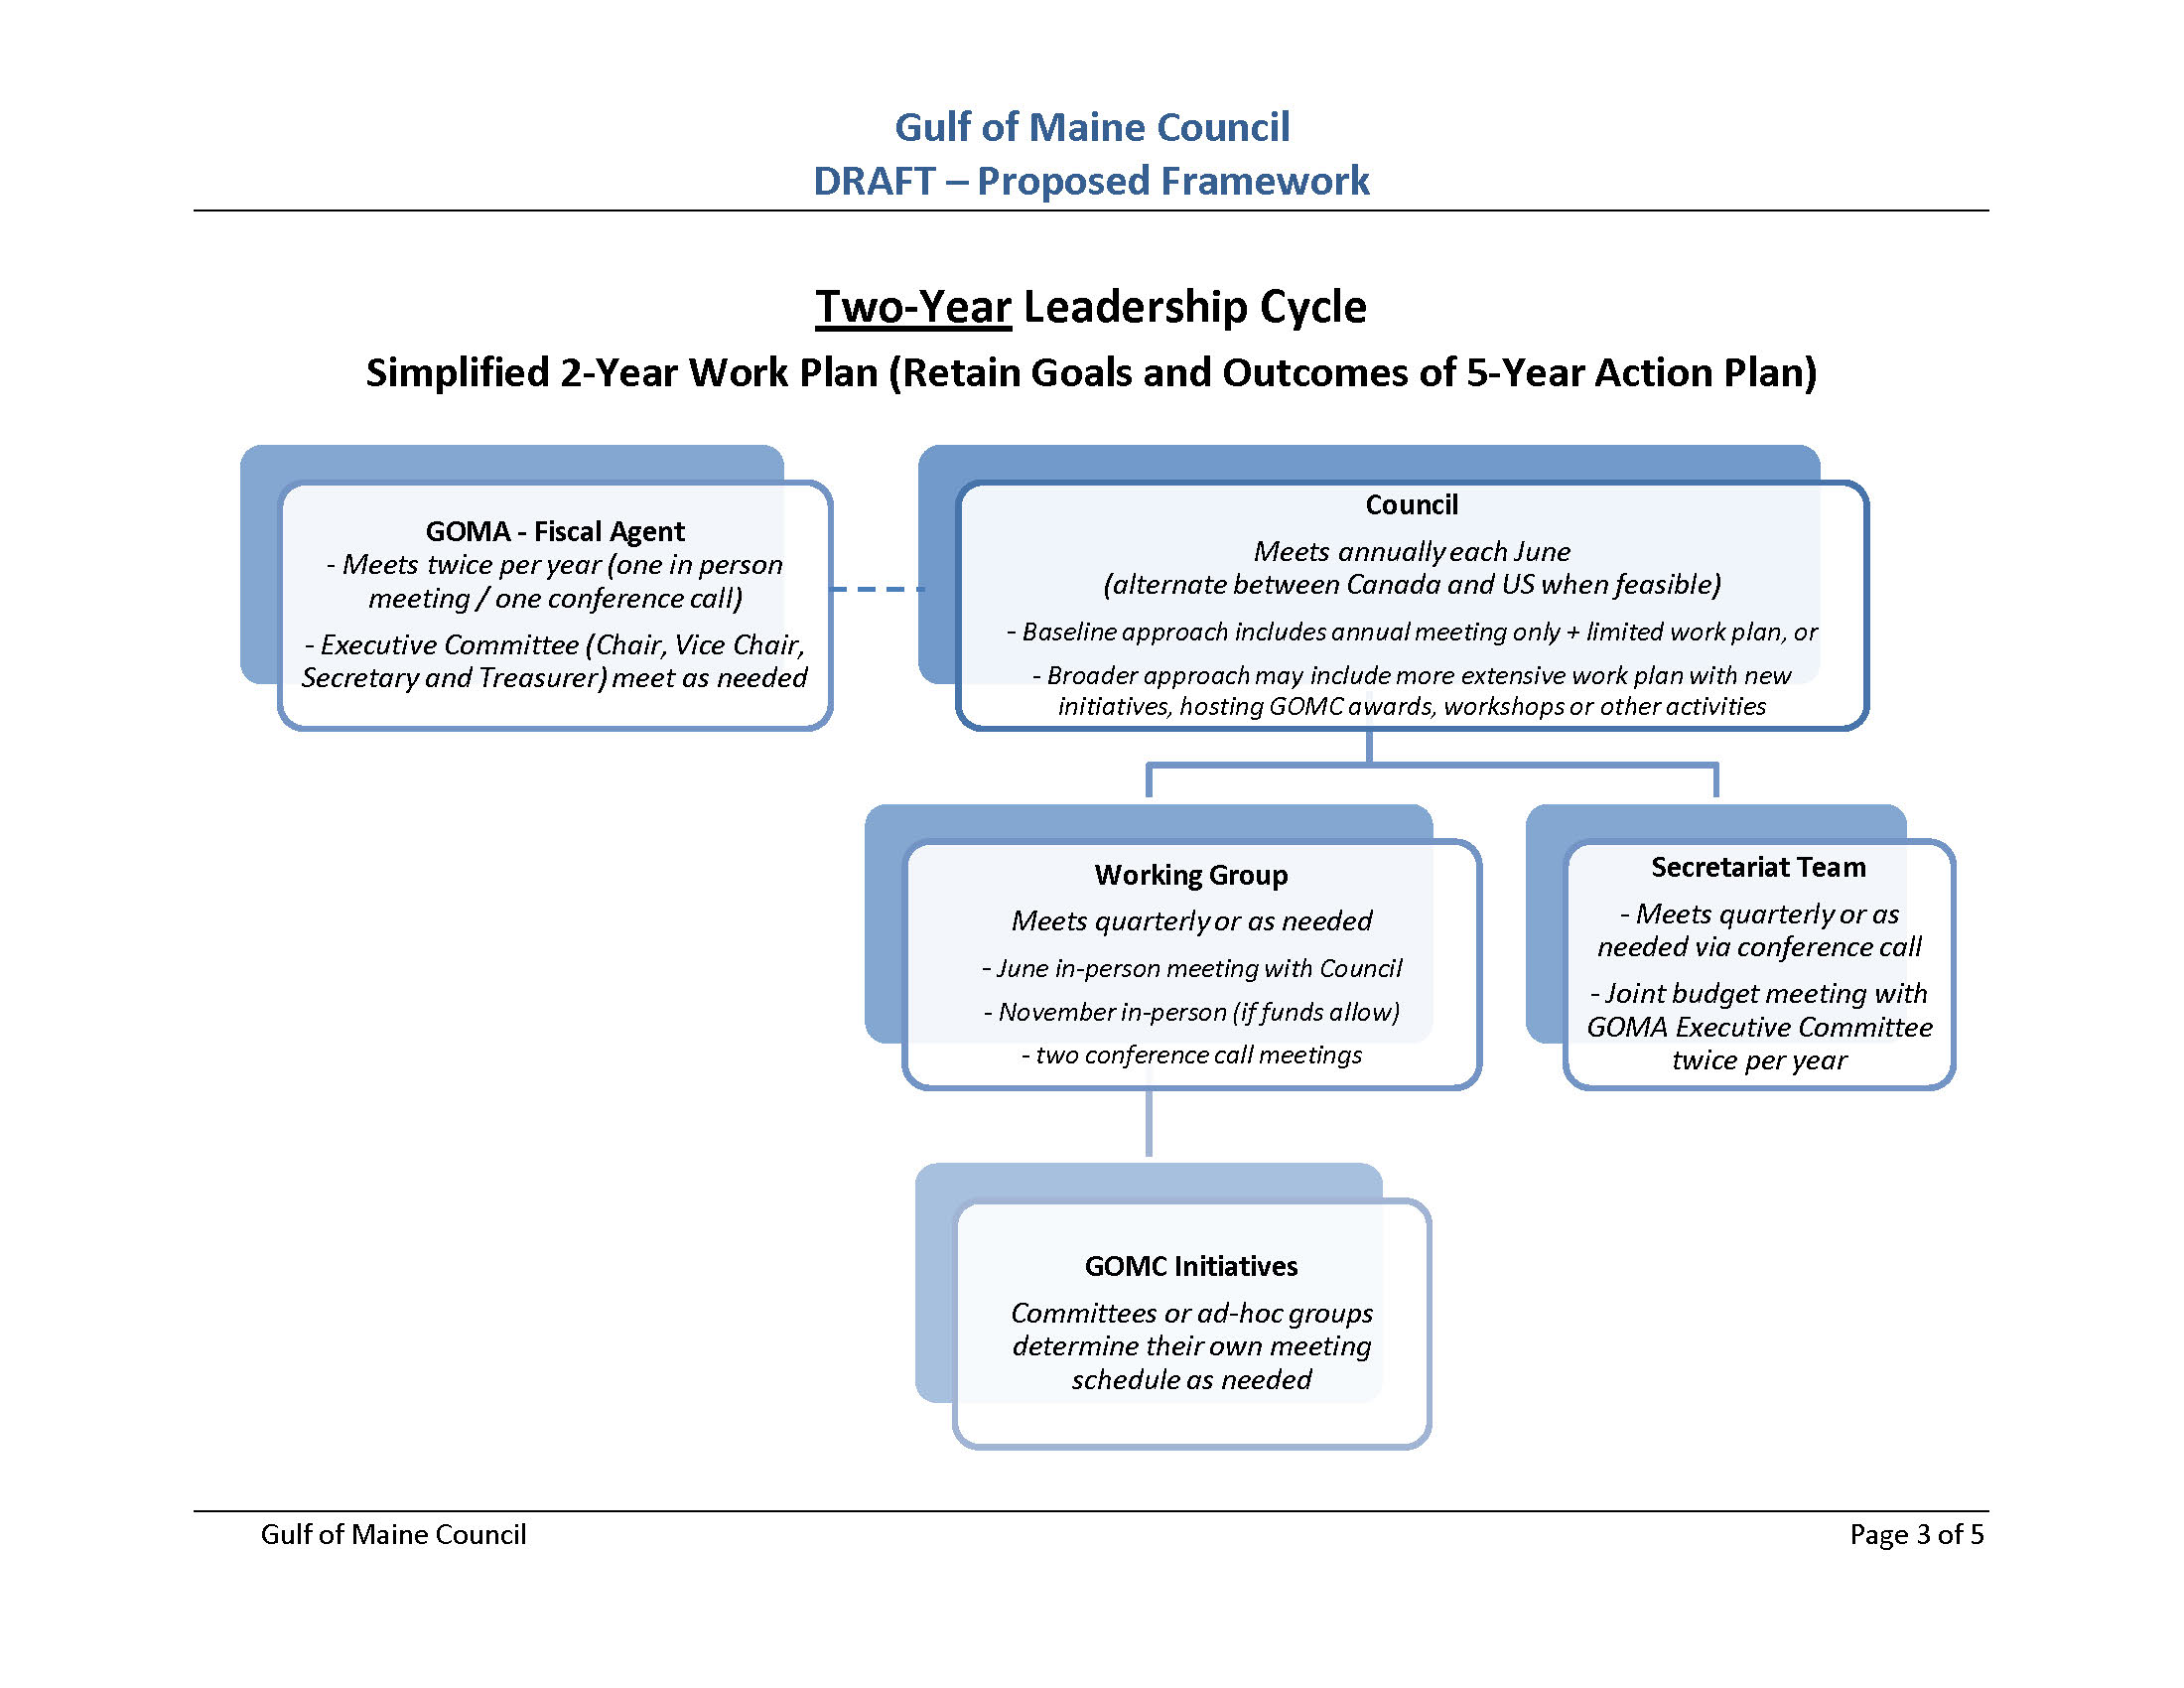 Gulf of Maine Council
DRAFT – Proposed Framework
Two-Year Leadership Cycle
Simplified 2-Year Work Plan (Retain Goals and Outcomes of 5-Year Action Plan)
GOMA - Fiscal Agent
- Meets twice per year (one in person
meeting / one conference call)
- Executive Committee (Chair, Vice Chair,
Secretary and Treasurer) meet as needed
Council
Meets annually each June
(alternate between Canada and US when feasible)
- Baseline approach includes annual meeting only + limited work plan, or
- Broader approach may include more extensive work plan with new
initiatives, hosting GOMC awards, workshops or other activities
Working Group
Meets quarterly or as needed
- June in-person meeting with Council
- November in-person (if funds allow)
- two conference call meetings
Secretariat Team
- Meets quarterly or as
needed via conference call
- Joint budget meeting with
GOMA Executive Committee
twice per year
GOMC Initiatives
Committees or ad-hoc groups
determine their own meeting
schedule as needed
Gulf of Maine Council
Page 3 of 5